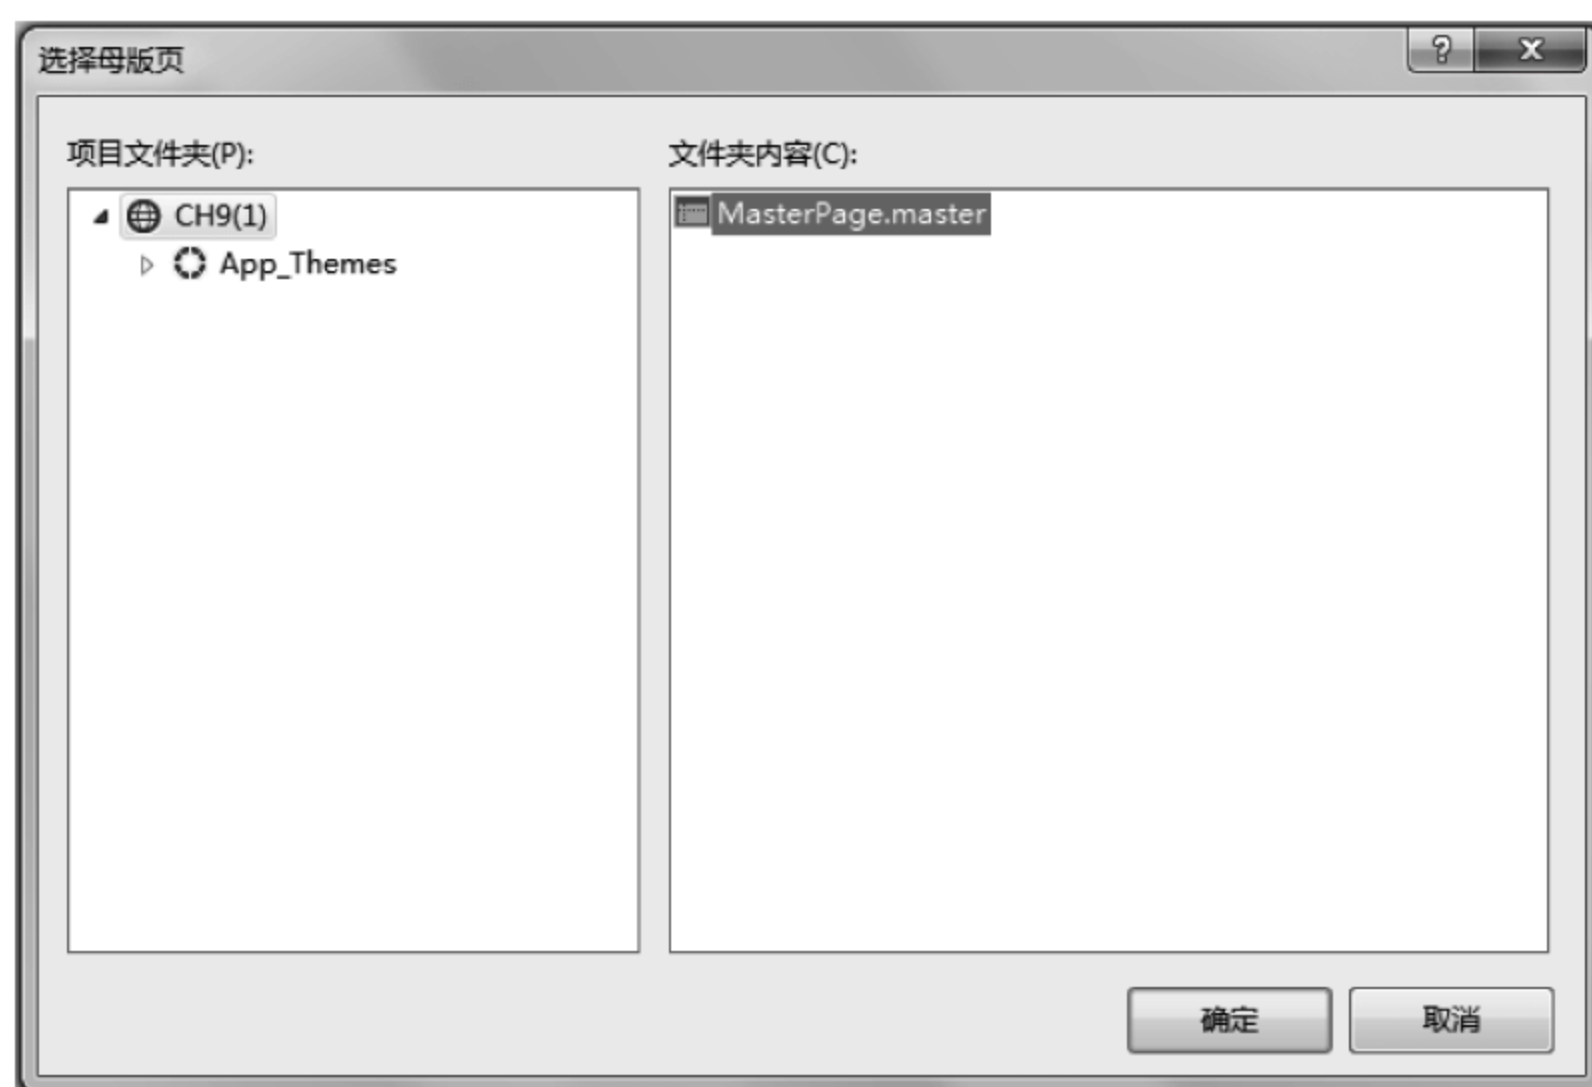 选择母版页
项目文件夹(P):
文件夹内容(C):
CH9(1)
MasterPage.master
App_Themes
确定
取消